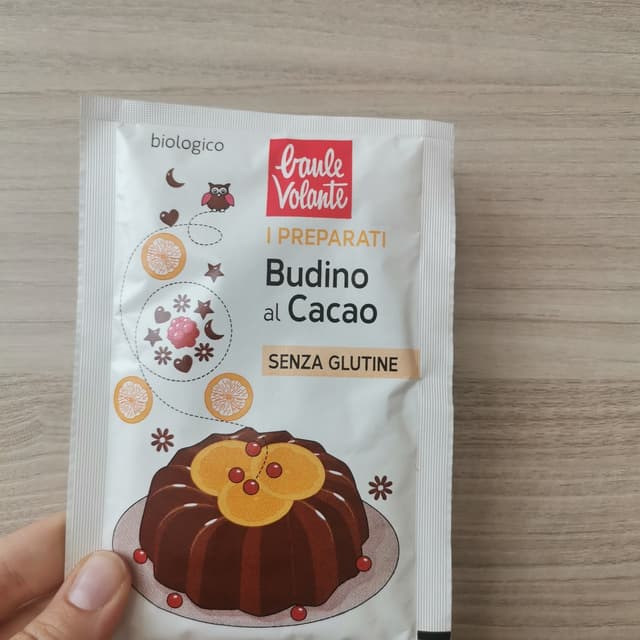 biologico
baule
volante
I PREPARATI
Budino
al Cacao
SENZA GLUTINE